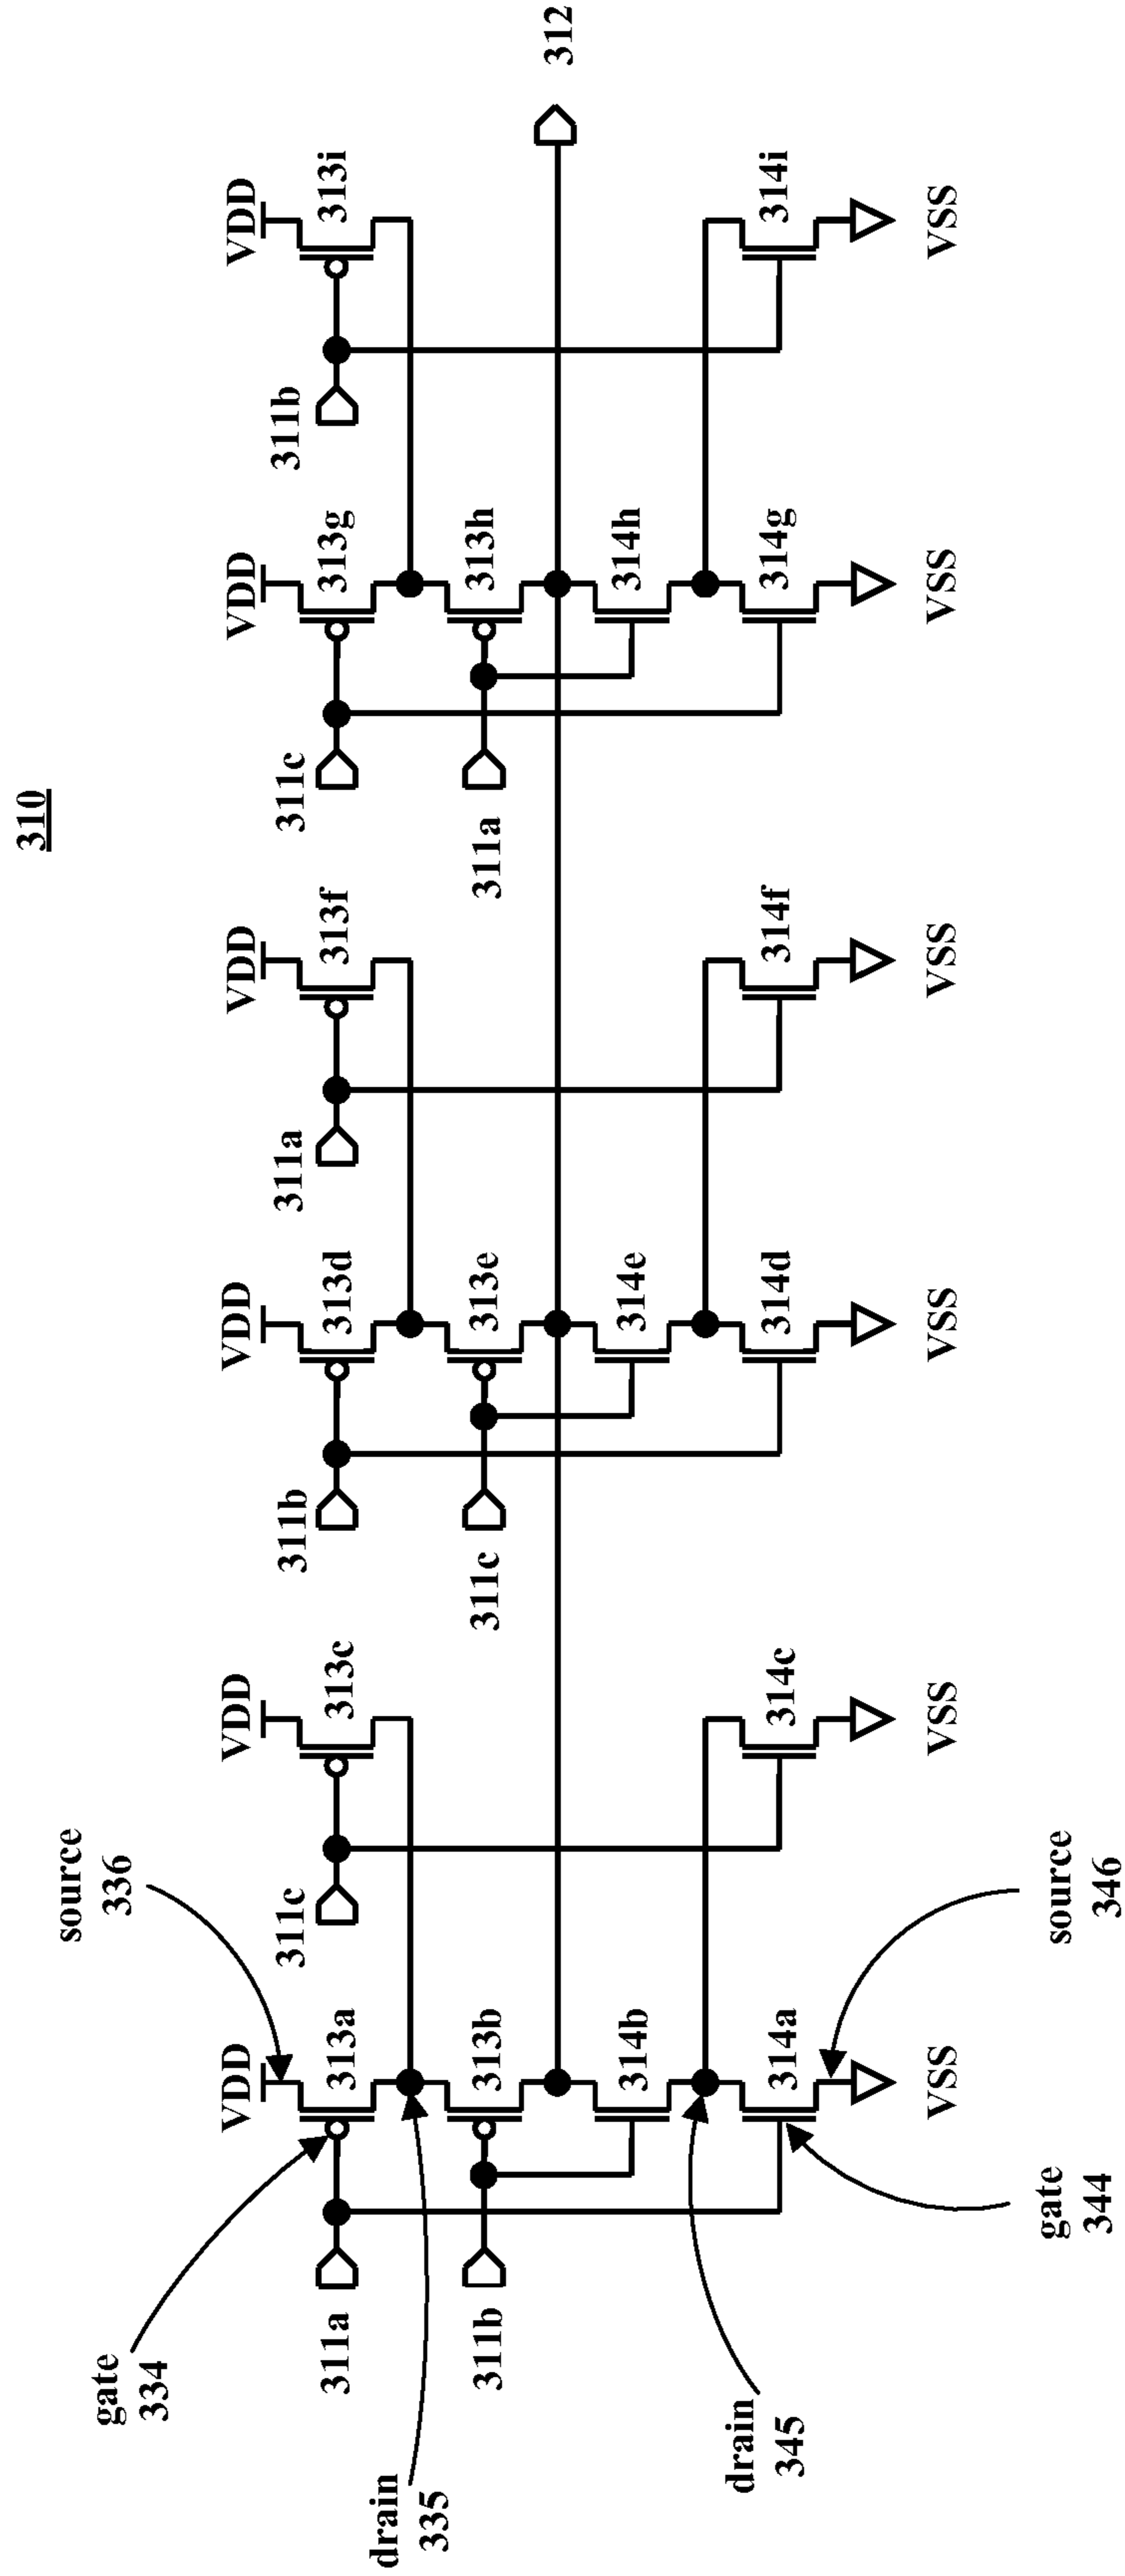 310
VDD
VDD
VDD
VDD
VDD
VDD
source
336
gate
334
313a
313c
313d
313f
313g
313i
311a
311c
311b
311a
311c
311b
drain
335
313b
313e
313h
311b
311c
311a
312
314b
314e
314h
drain
345
314a
314c
314d
314f
314g
314i
VSS
VSS
VSS
VSS
VSS
VSS
gate
344
source
346